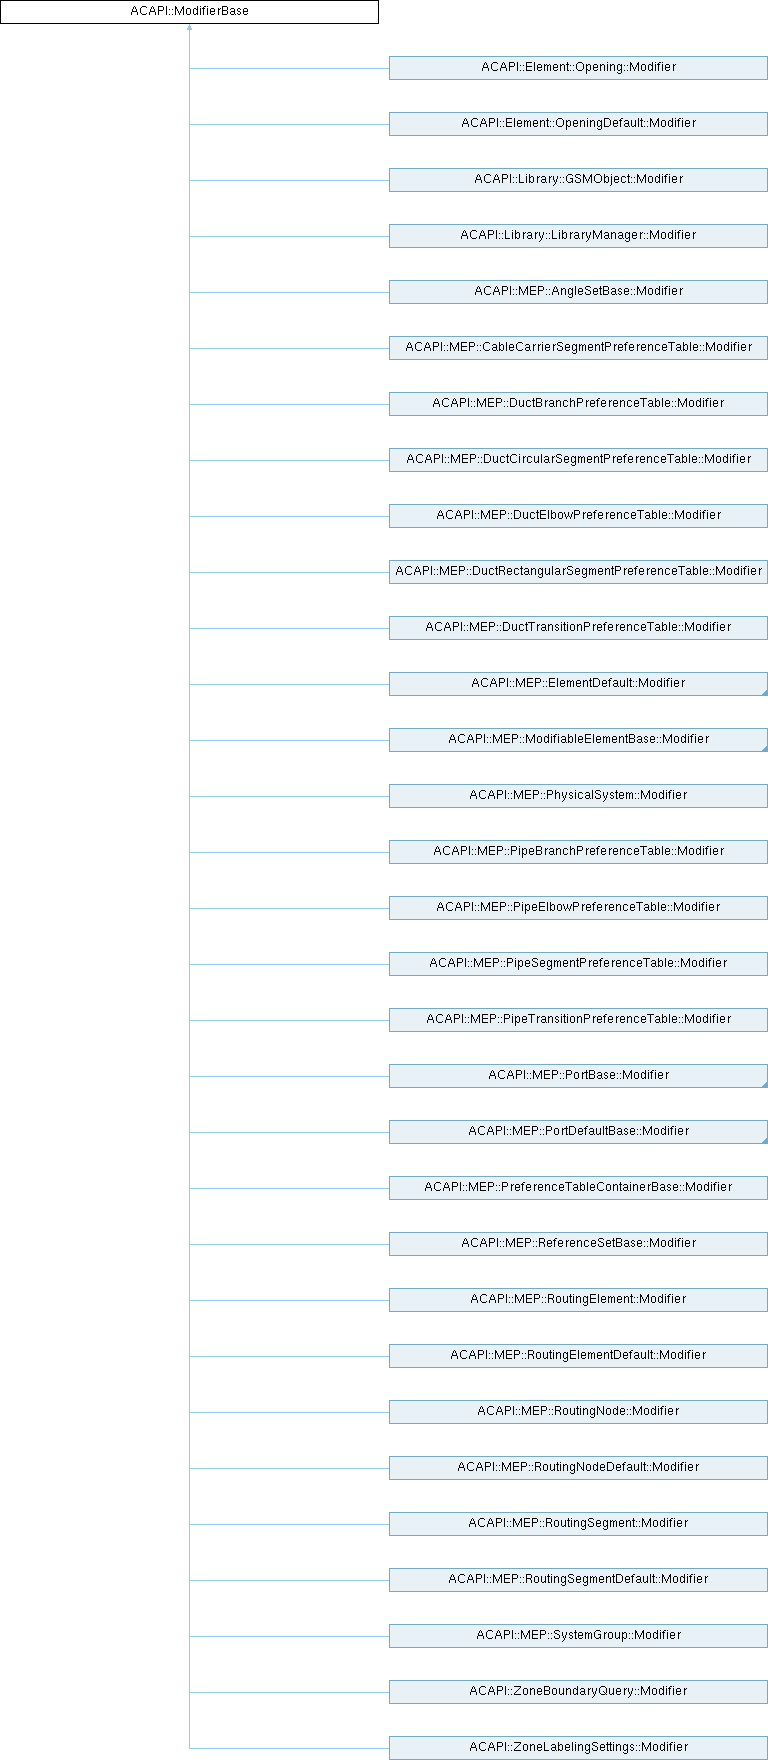 ACAPI::ModifierBase
ACAPI::Element::Opening::Modifier
ACAPI::Element::OpeningDefault::Modifier
ACAPI::Library::GSMObject::Modifier
ACAPI::Library::LibraryManager::Modifier
ACAPI::MEP::AngleSetBase::Modifier
ACAPI::MEP::CableCarrierSegmentPreferenceTable::Modifier
ACAPI::MEP::DuctBranchPreferenceTable::Modifier
ACAPI::MEP::DuctCircularSegmentPreferenceTable::Modifier
ACAPI::MEP::DuctElbowPreferenceTable::Modifier
ACAPI::MEP::DuctRectangularSegmentPreferenceTable::Modifier
ACAPI::MEP::DuctTransitionPreferenceTable::Modifier
ACAPI::MEP::ElementDefault::Modifier
ACAPI::MEP::ModifiableElementBase::Modifier
ACAPI::MEP::PhysicalSystem::Modifier
ACAPI::MEP::PipeBranchPreferenceTable::Modifier
ACAPI::MEP::PipeElbowPreferenceTable::Modifier
ACAPI::MEP::PipeSegmentPreferenceTable::Modifier
ACAPI::MEP::PipeTransitionPreferenceTable::Modifier
ACAPI::MEP::PortBase::Modifier
ACAPI::MEP::PortDefaultBase::Modifier
ACAPI::MEP::PreferenceTableContainerBase::Modifier
ACAPI::MEP::ReferenceSetBase::Modifier
ACAPI::MEP::RoutingElement::Modifier
ACAPI::MEP::RoutingElementDefault::Modifier
ACAPI::MEP::RoutingNode::Modifier
ACAPI::MEP::RoutingNodeDefault::Modifier
ACAPI::MEP::RoutingSegment::Modifier
ACAPI::MEP::RoutingSegmentDefault::Modifier
ACAPI::MEP::SystemGroup::Modifier
ACAPI::ZoneBoundaryQuery::Modifier
ACAPI::ZoneLabelingSettings::Modifier